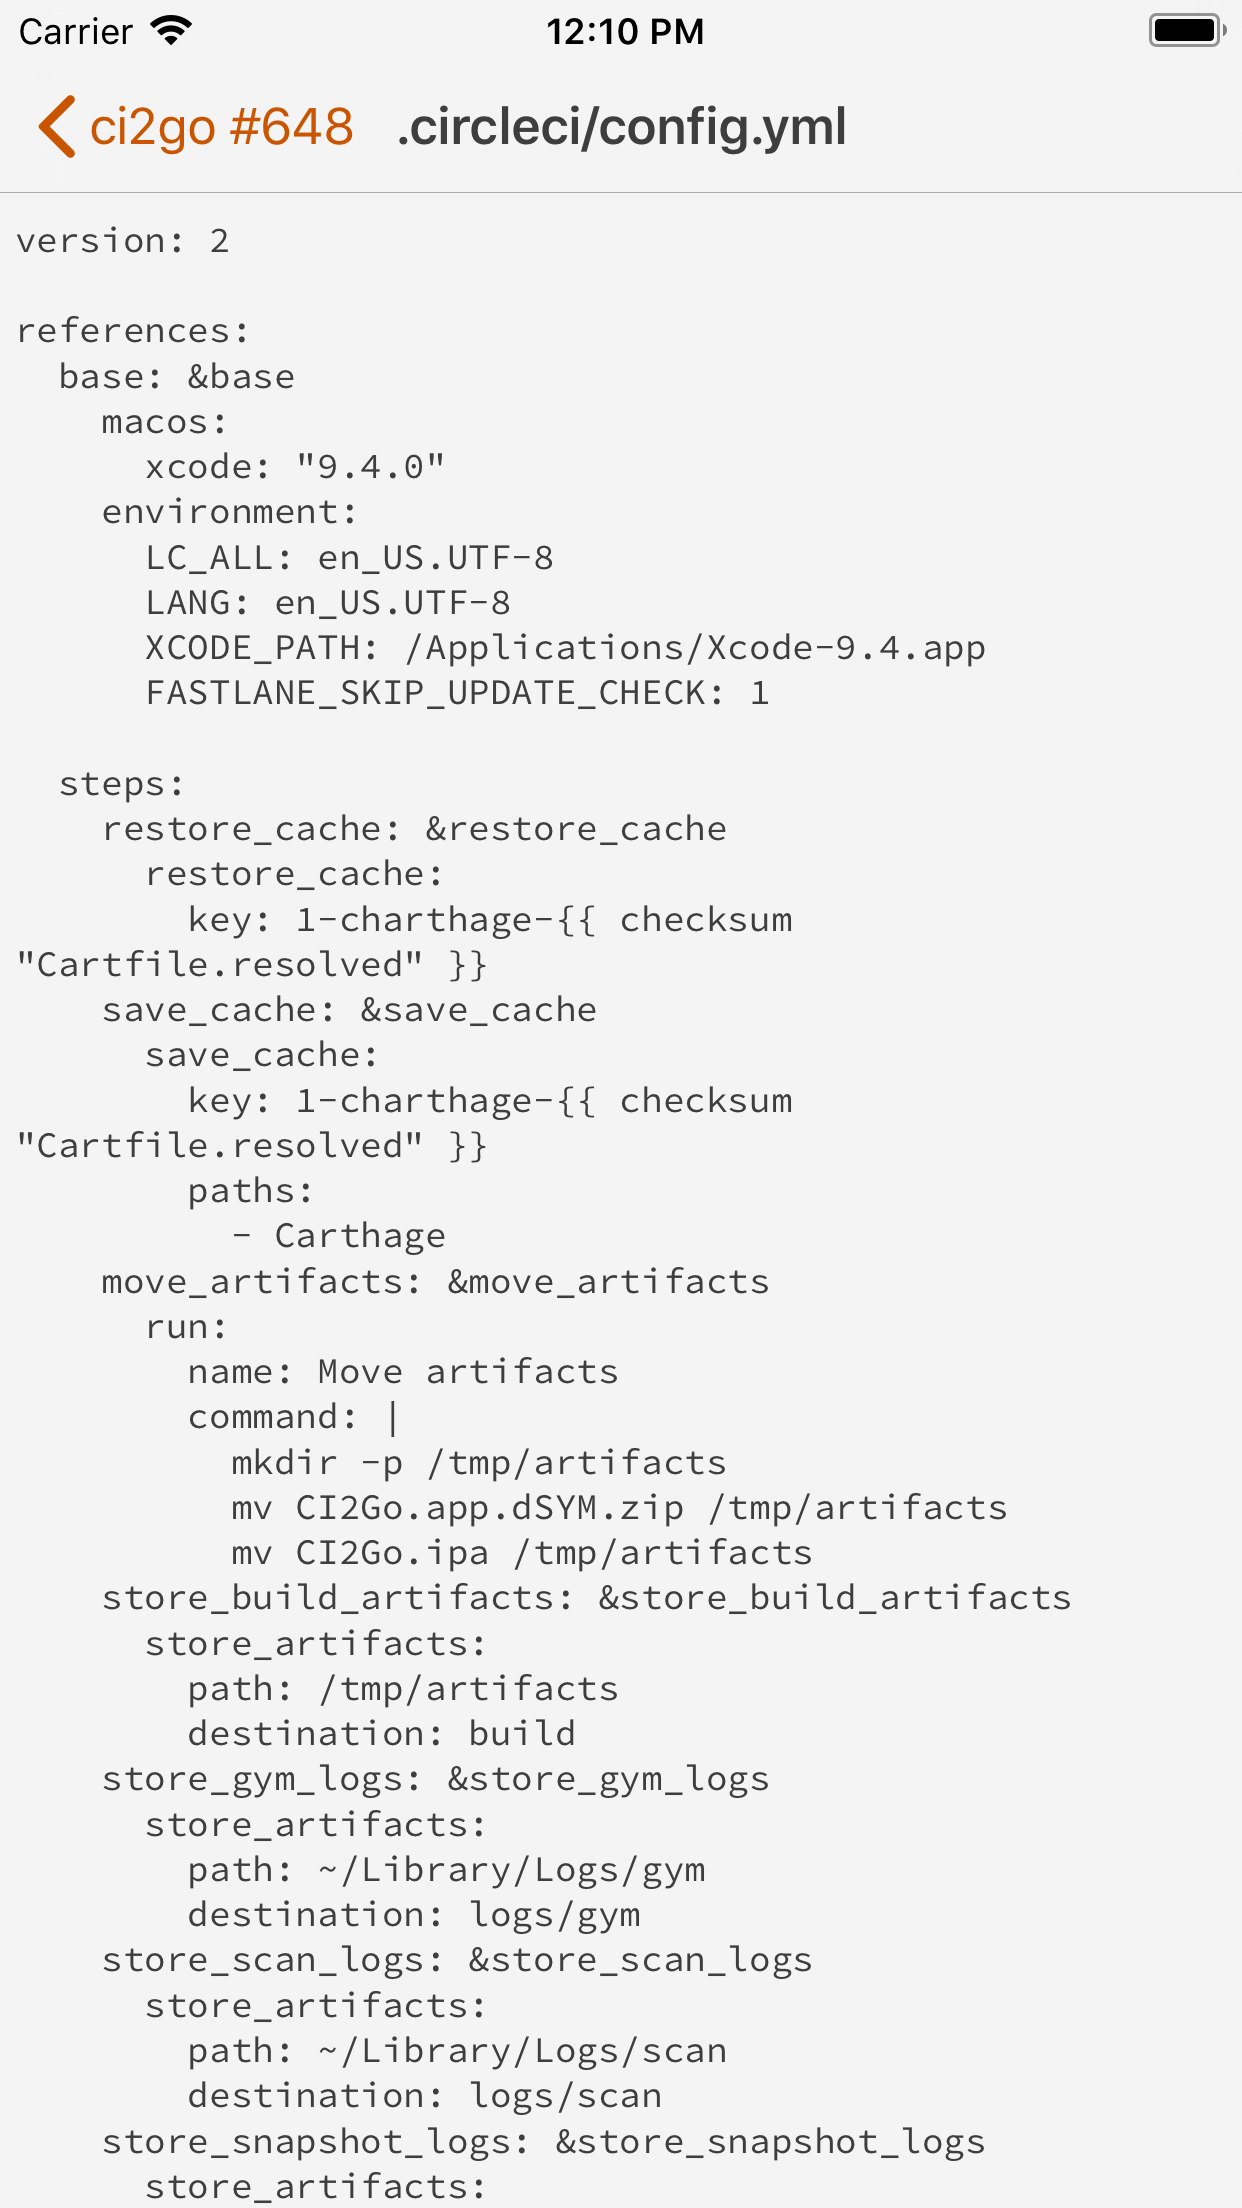 Carrier 12:10 PM
ci2go #648 .circleci/config.yml
version: 2

references:
  base: &base
    macos:
      xcode: "9.4.0"
    environment:
      LC_ALL: en_US.UTF-8
      LANG: en_US.UTF-8
      XCODE_PATH: /Applications/Xcode-9.4.app
      FASTLANE_SKIP_UPDATE_CHECK: 1

  steps:
    restore_cache: &restore_cache
      restore_cache:
        key: 1-charthage-{{ checksum
"Cartfile.resolved" }}
    save_cache: &save_cache
      save_cache:
        key: 1-charthage-{{ checksum
"Cartfile.resolved" }}
        paths:
          - Carthage
    move_artifacts: &move_artifacts
      run:
        name: Move artifacts
        command: |
          mkdir -p /tmp/artifacts
          mv CI2Go.app.dSYM.zip /tmp/artifacts
          mv CI2Go.ipa /tmp/artifacts
    store_build_artifacts: &store_build_artifacts
      store_artifacts:
        path: /tmp/artifacts
        destination: build
    store_gym_logs: &store_gym_logs
      store_artifacts:
        path: ~/Library/Logs/gym
        destination: logs/gym
    store_scan_logs: &store_scan_logs
      store_artifacts:
        path: ~/Library/Logs/scan
        destination: logs/scan
    store_snapshot_logs: &store_snapshot_logs
      store_artifacts: